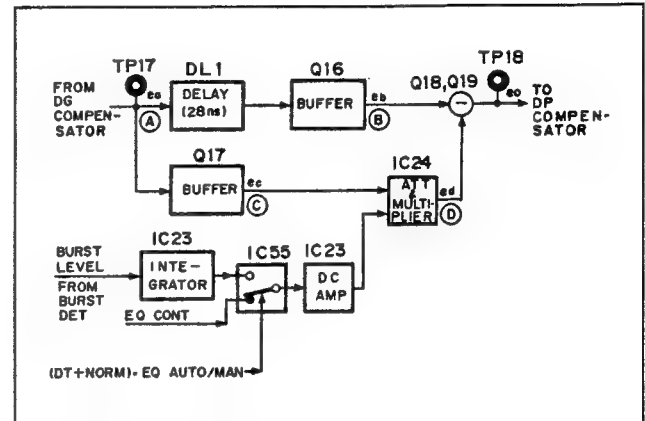 TP17
TP18
DL1
Q16
Q18,Q19
FROM
DG
COMPEN-
SATOR
ea
A
DELAY
(28ns)
BUFFER
eb
B
−
eo
TO
DP
COMPEN-
SATOR
Q17
BUFFER
ec
C
IC24
ATT
&
MULTI-
PLIER
ed
D
BURST
LEVEL
FROM
BURST
DET
IC23
INTE-
GRATOR
IC55
IC23
DC
AMP
EQ CONT
(DT+NORM)·EQ AUTO/MAN